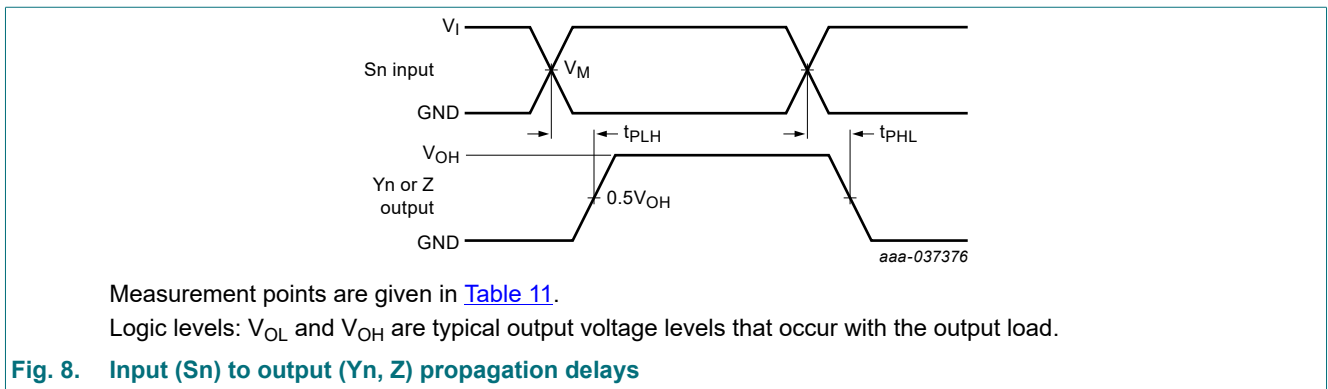 VI
Sn input
VM
GND
tPLH
tPHL
VOH
Yn or Z
output
0.5VOH
GND
aaa-037376
Measurement points are given in Table 11.
Logic levels: VOL and VOH are typical output voltage levels that occur with the output load.
Fig. 8. Input (Sn) to output (Yn, Z) propagation delays